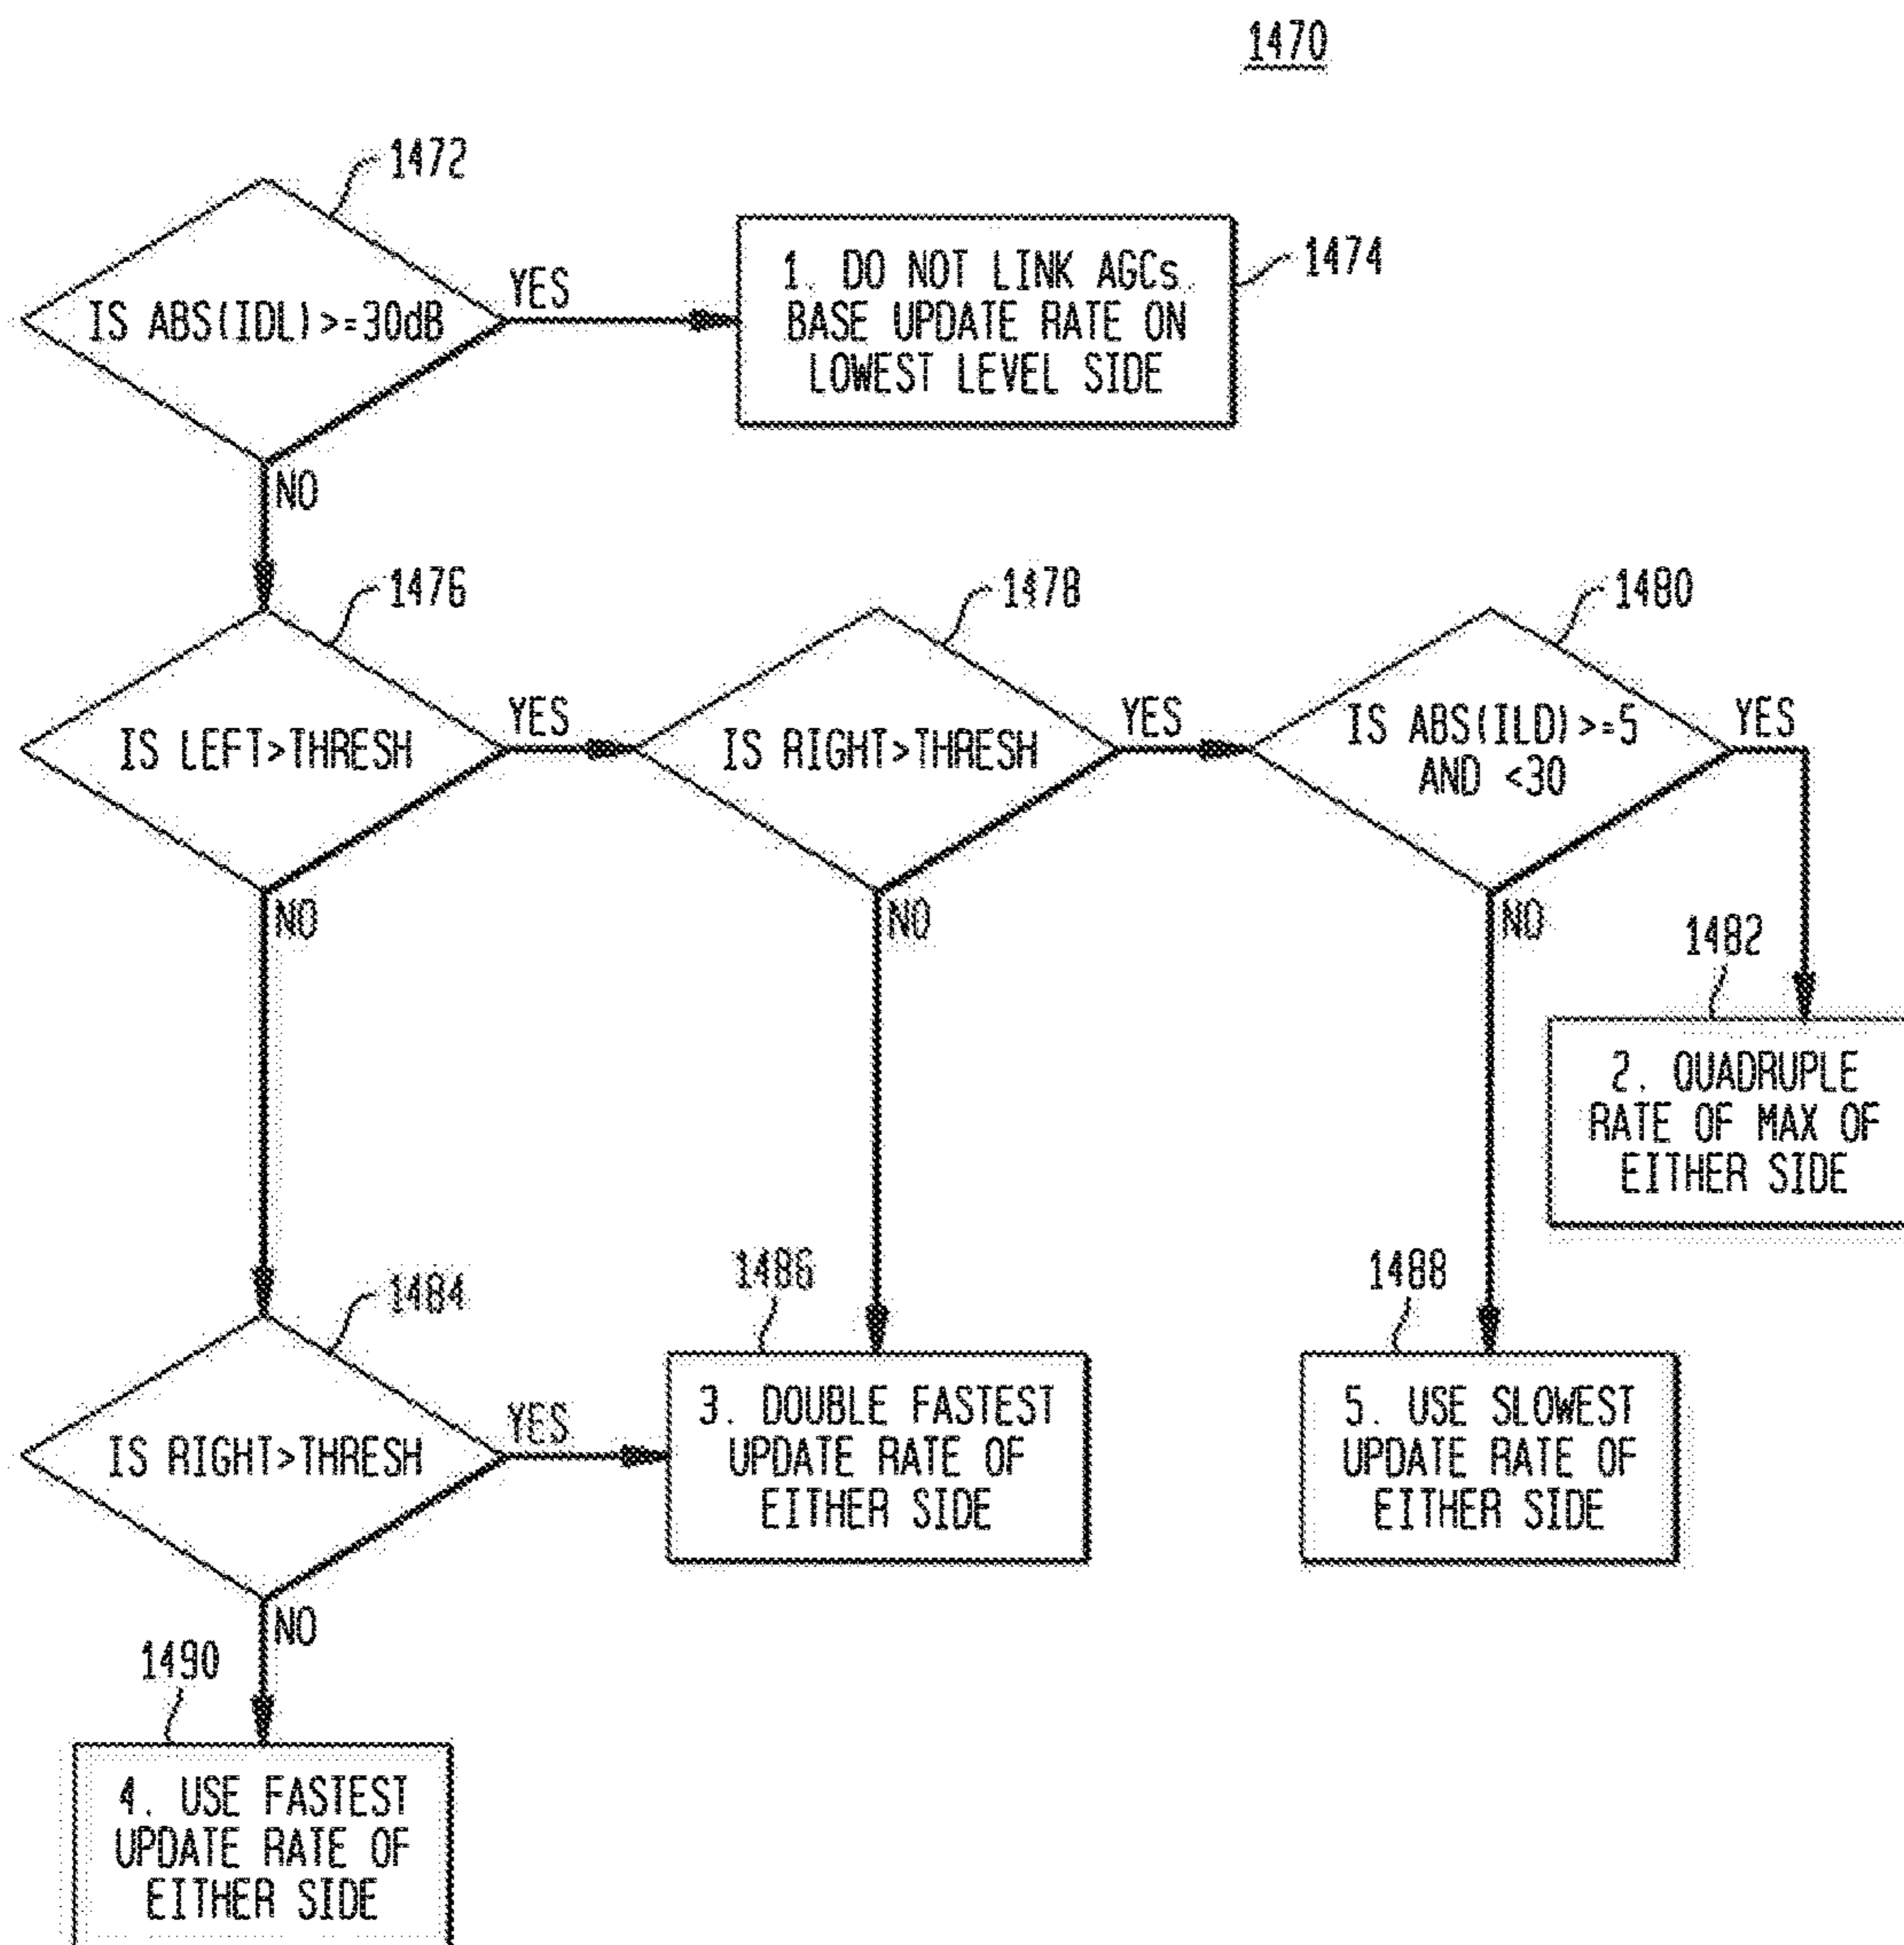 1470
1472
IS ABS(IDL)>=30dB
YES
1. DO NOT LINK AGCs.
BASE UPDATE RATE ON
LOWEST LEVEL SIDE
1474
NO
1476
IS LEFT>THRESH
YES
1478
IS RIGHT>THRESH
YES
1480
IS ABS(ILD)>=5
AND <30
YES
NO
NO
NO
1482
2. QUADRUPLE
RATE OF MAX OF
EITHER SIDE
1484
IS RIGHT>THRESH
YES
1486
3. DOUBLE FASTEST
UPDATE RATE OF
EITHER SIDE
1488
5. USE SLOWEST
UPDATE RATE OF
EITHER SIDE
NO
1490
4. USE FASTEST
UPDATE RATE OF
EITHER SIDE